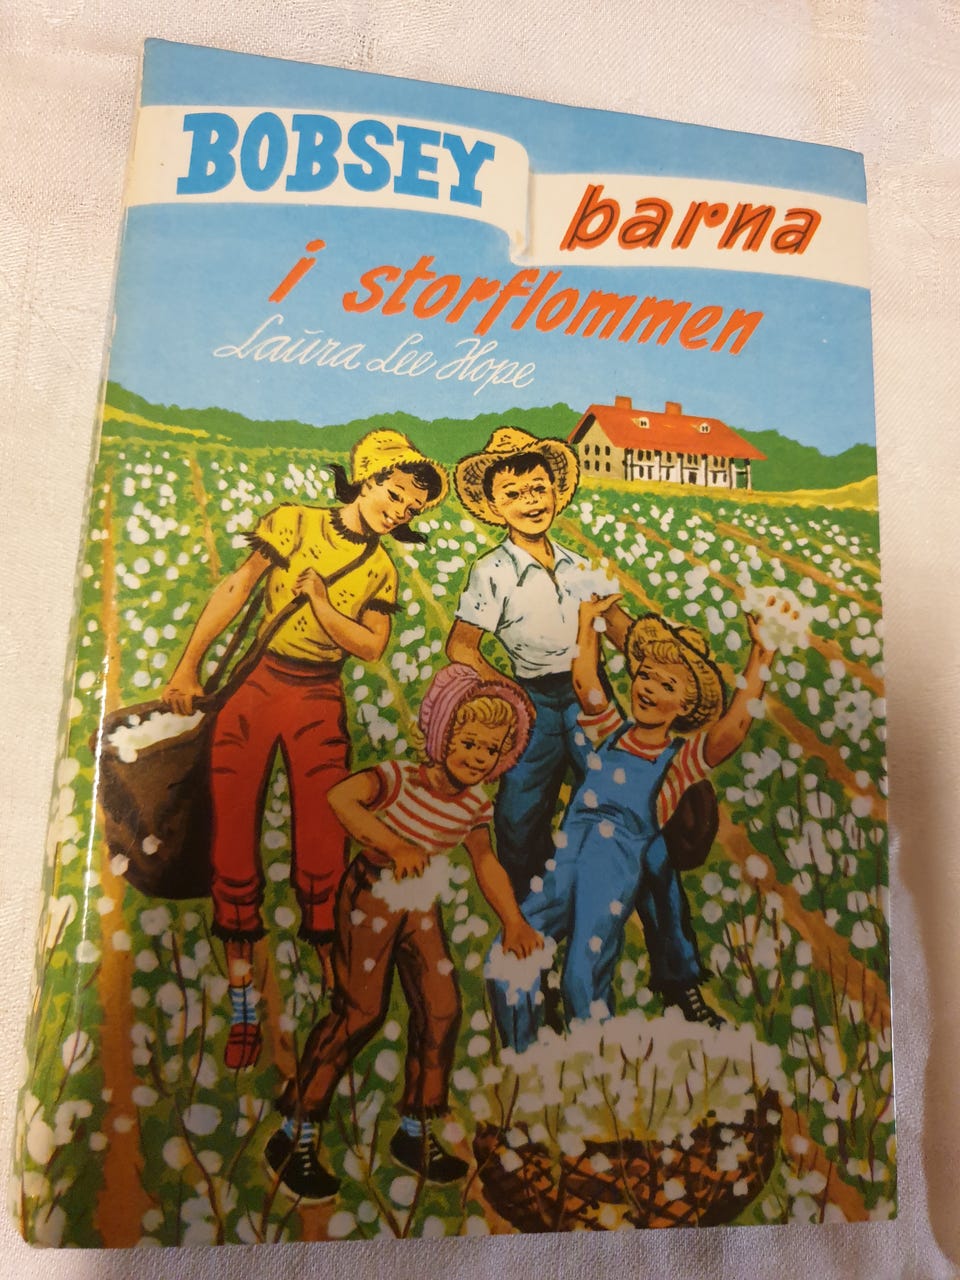 BOBSEY barna
i storflommen
Laura Lee Hope